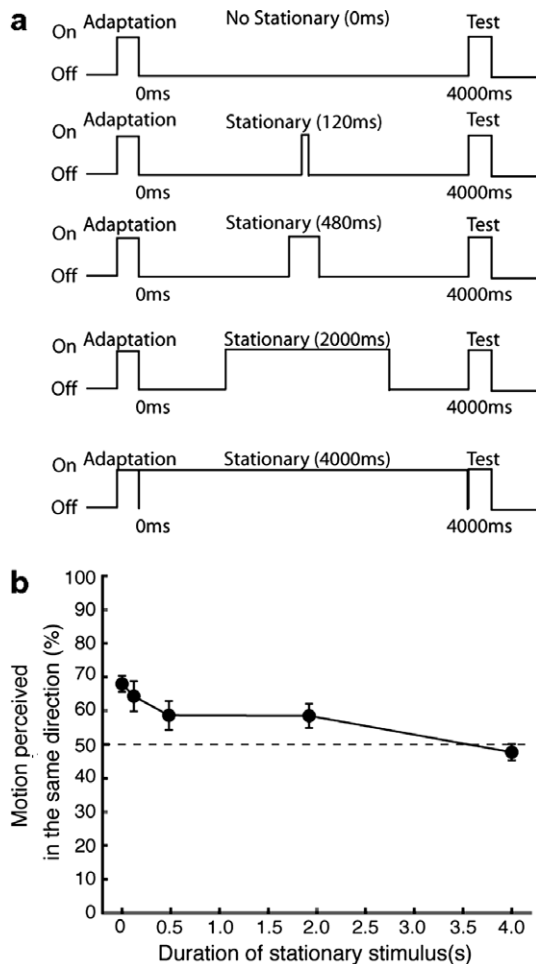 a
Adaptation No Stationary (0ms) Test
On
Off
0ms 4000ms
Adaptation Stationary (120ms) Test
On
Off
0ms 4000ms
Adaptation Stationary (480ms) Test
On
Off
0ms 4000ms
Adaptation Stationary (2000ms) Test
On
Off
0ms 4000ms
On Adaptation Stationary (4000ms) Test
Off
0ms 4000ms
b
Motion perceived
in the same direction (%)
100
90
80
70
60
50
40
30
20
10
0
0 0.5 1.0 1.5 2.0 2.5 3.0 3.5 4.0
Duration of stationary stimulus(s)